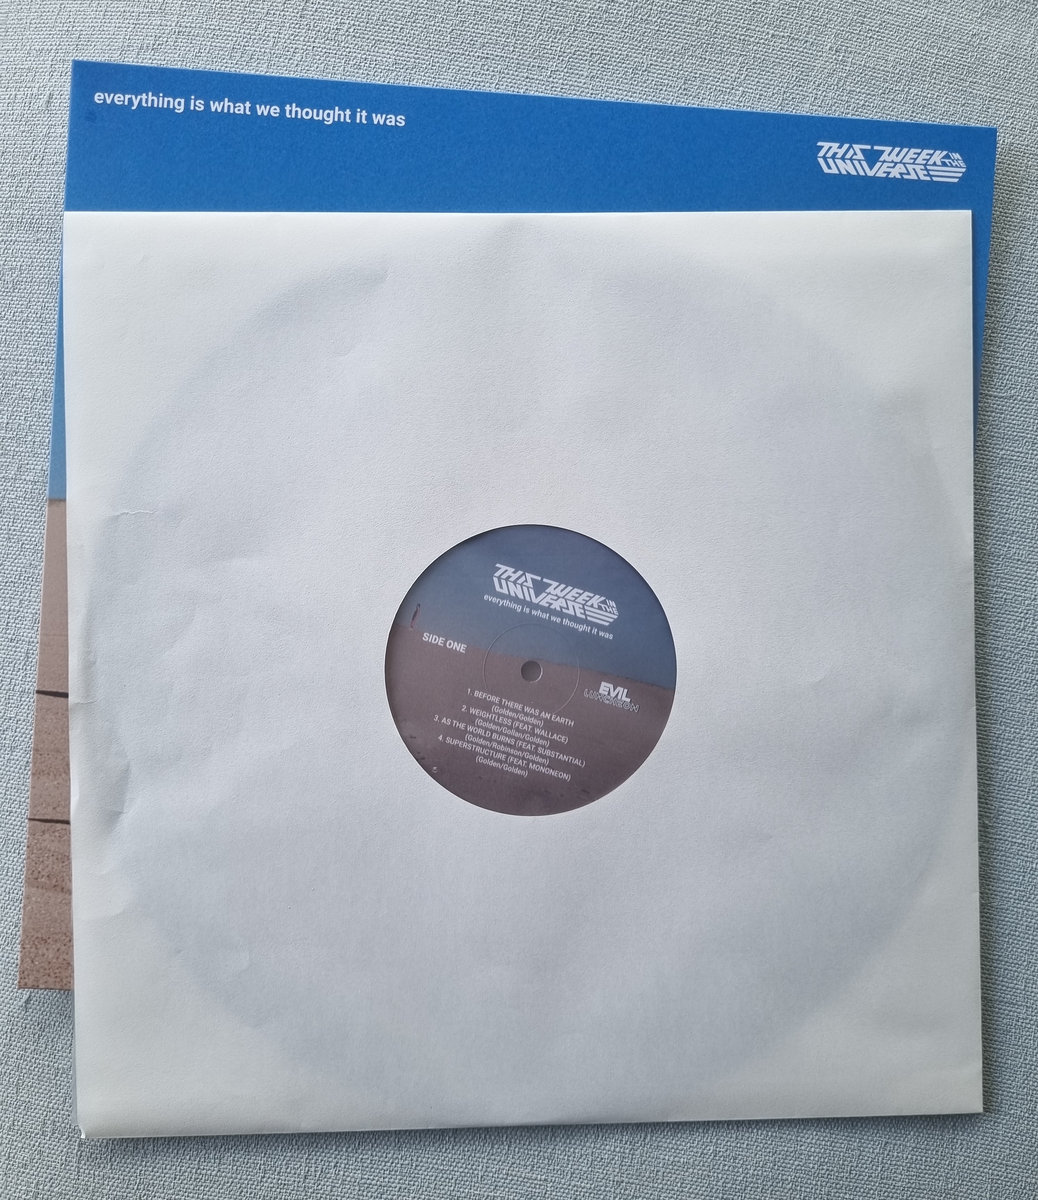 everything is what we thought it was
THIS WEEK IN THE
UNIVERSE
THIS WEEK IN THE
UNIVERSE
everything is what we thought it was
SIDE ONE
EVIL
LUNCHEON
1. BEFORE THERE WAS AN EARTH
(Golden/Golden)
2. WEIGHTLESS (FEAT. WALLACE)
(Golden/Gollan/Golden)
3. AS THE WORLD BURNS (FEAT. SUBSTANTIAL)
(Golden/Robinson/Golden)
4. SUPERSTRUCTURE (FEAT. MONONEON)
(Golden/Golden)